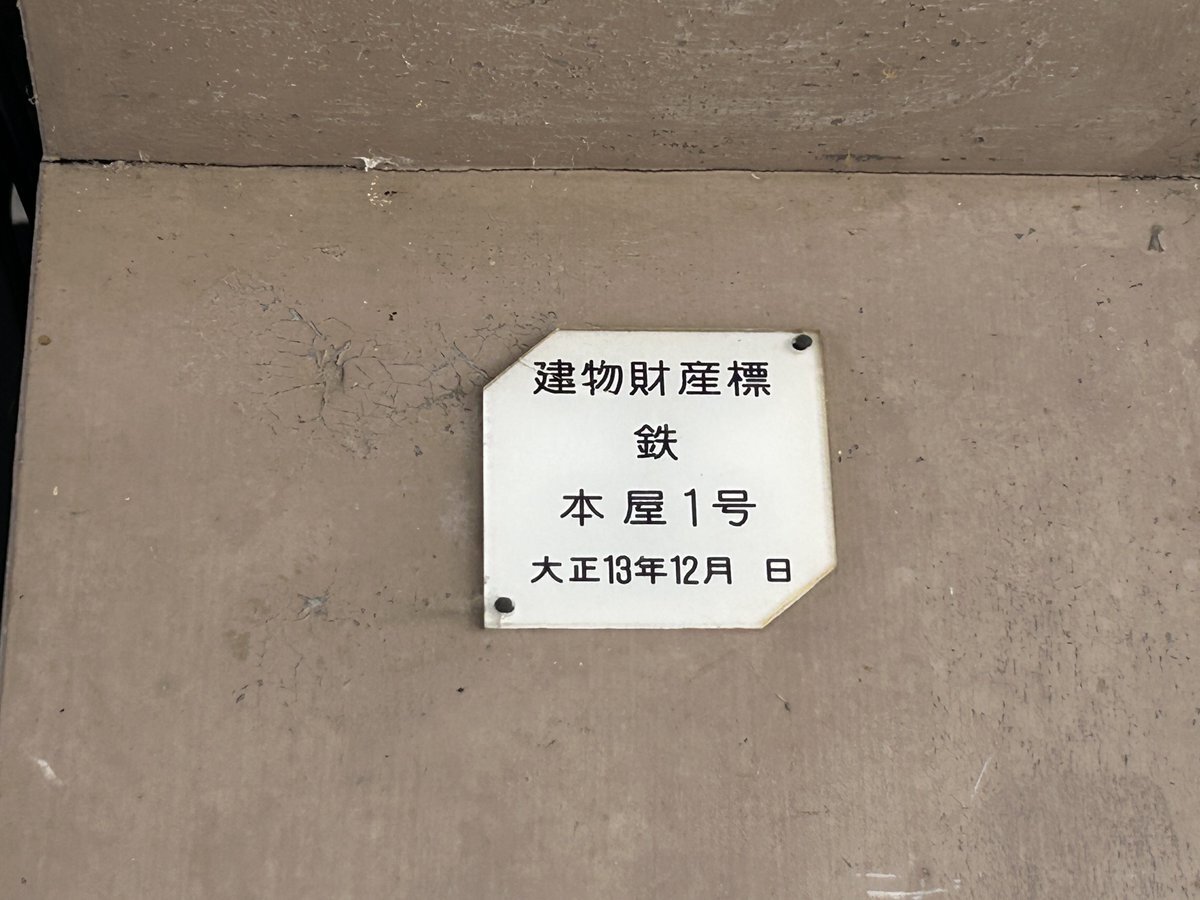 建物財産標
鉄
本屋1号
大正13年12月 日